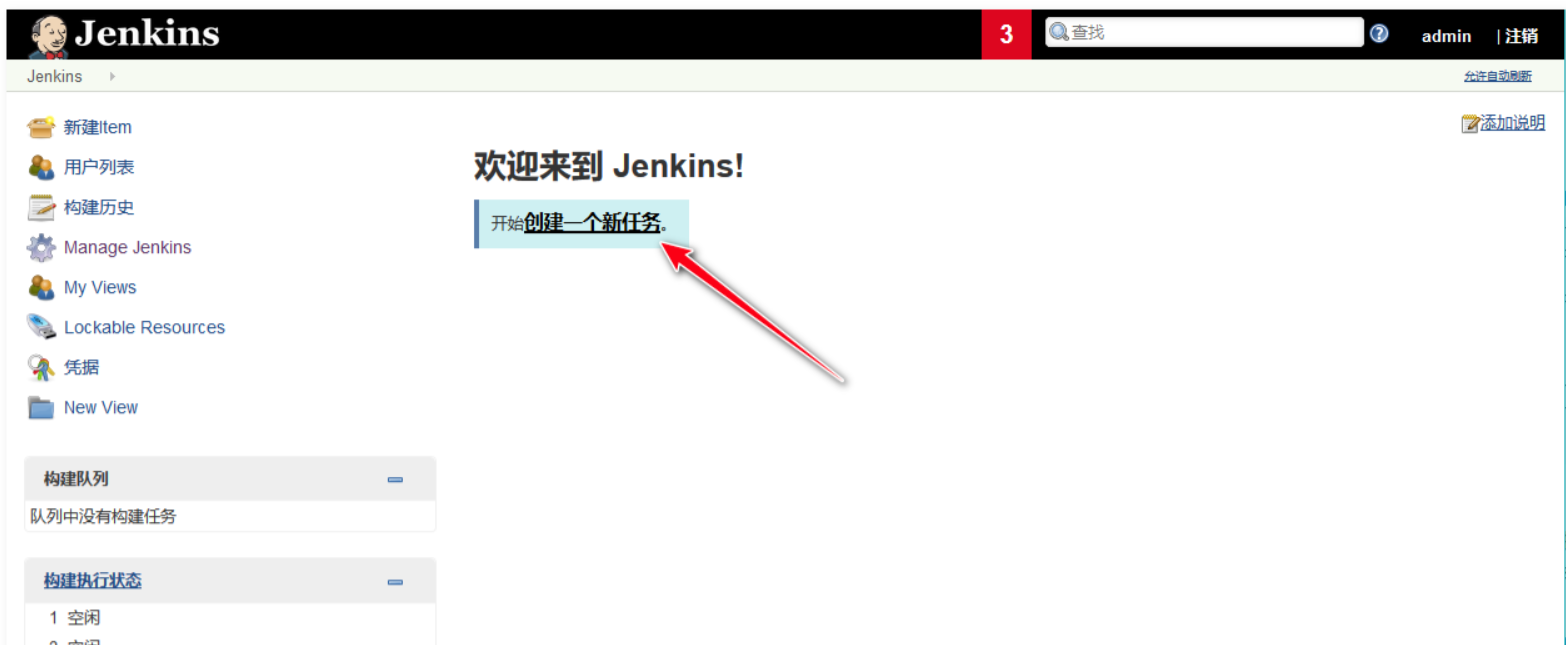 Jenkins
3
查找
admin | 注销
Jenkins
允许自动刷新
新建Item
添加说明
用户列表
构建历史
Manage Jenkins
My Views
Lockable Resources
凭据
New View
欢迎来到 Jenkins!
开始创建一个新任务。
构建队列
队列中没有构建任务
构建执行状态
1 空闲